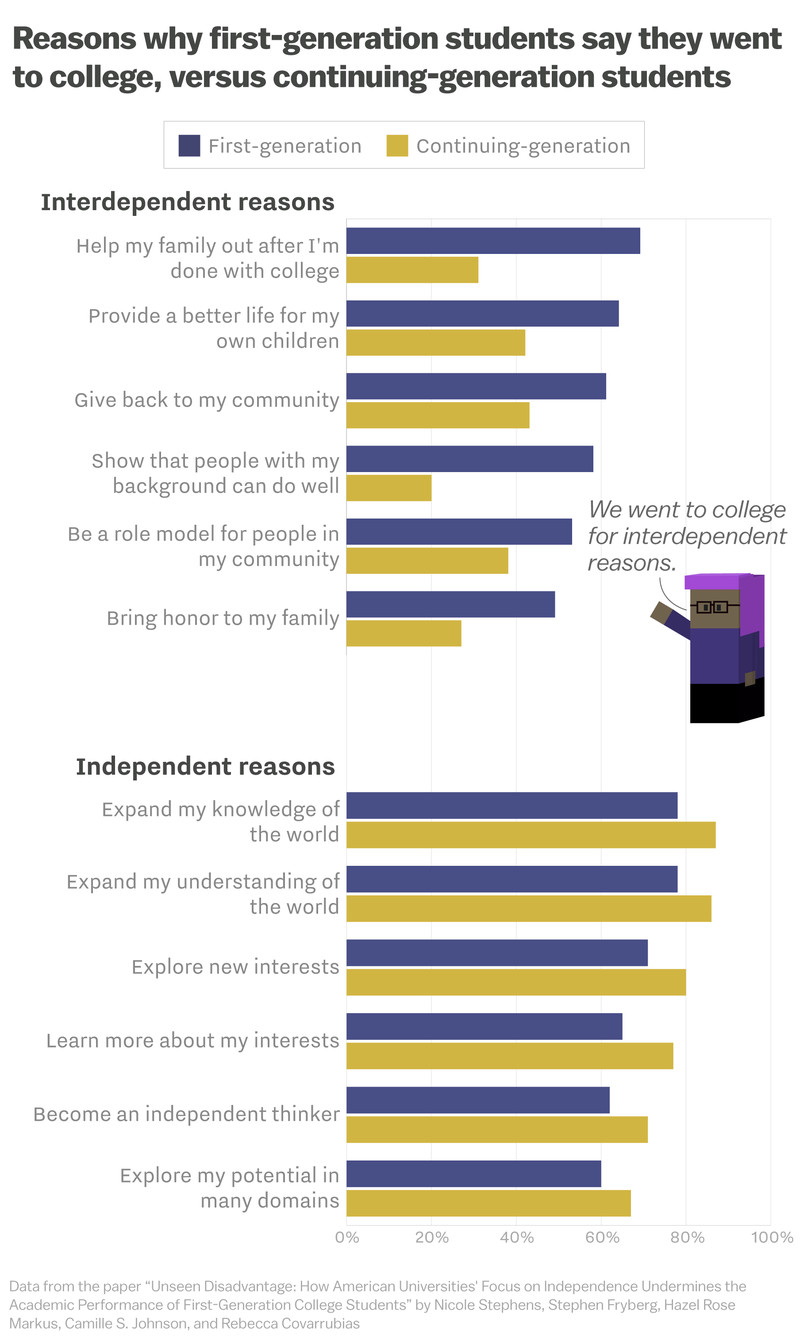 Reasons why first-generation students say they went
to college, versus continuing-generation students
First-generation
Continuing-generation
Interdependent reasons
Help my family out after I'm
done with college
Provide a better life for my
own children
Give back to my community
Show that people with my
background can do well
Be a role model for people in
my community
Bring honor to my family
We went to college
for interdependent
reasons.
Independent reasons
Expand my knowledge of
the world
Expand my understanding of
the world
Explore new interests
Learn more about my interests
Become an independent thinker
Explore my potential in
many domains
0% 20% 40% 60% 80% 100%
Data from the paper “Unseen Disadvantage: How American Universities' Focus on Independence Undermines the
Academic Performance of First-Generation College Students” by Nicole Stephens, Stephen Fryberg, Hazel Rose
Markus, Camille S. Johnson, and Rebecca Covarrubias